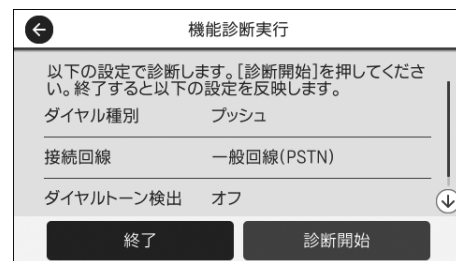 機能診断実行
以下の設定で診断します。[診断開始]を押してくださ
い。終了すると以下の設定を反映します。
ダイヤル種別 プッシュ
接続回線 一般回線(PSTN)
ダイヤルトーン検出 オフ
終了 診断開始